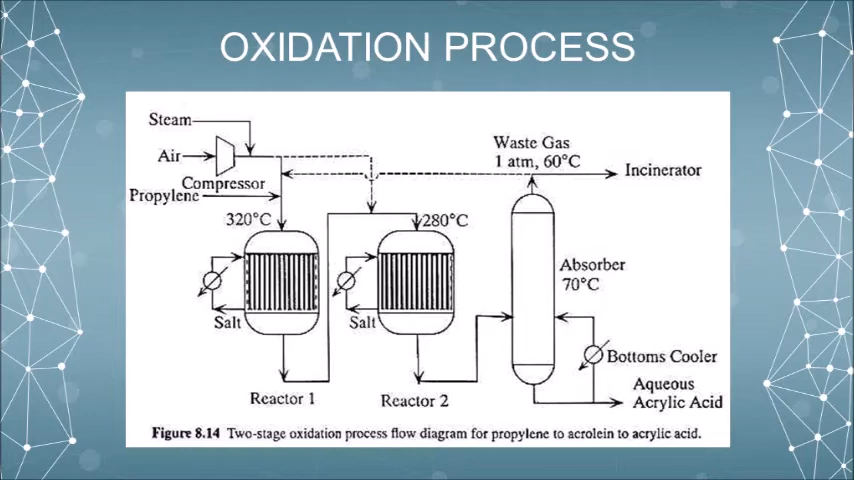 OXIDATION PROCESS
Steam
Air
Compressor
Propylene
Waste Gas
1 atm, 60°C
Incinerator
320°C
280°C
Absorber
70°C
Salt
Salt
Bottoms Cooler
Reactor 1
Reactor 2
Aqueous
Acrylic Acid
Figure 8.14 Two-stage oxidation process flow diagram for propylene to acrolein to acrylic acid.